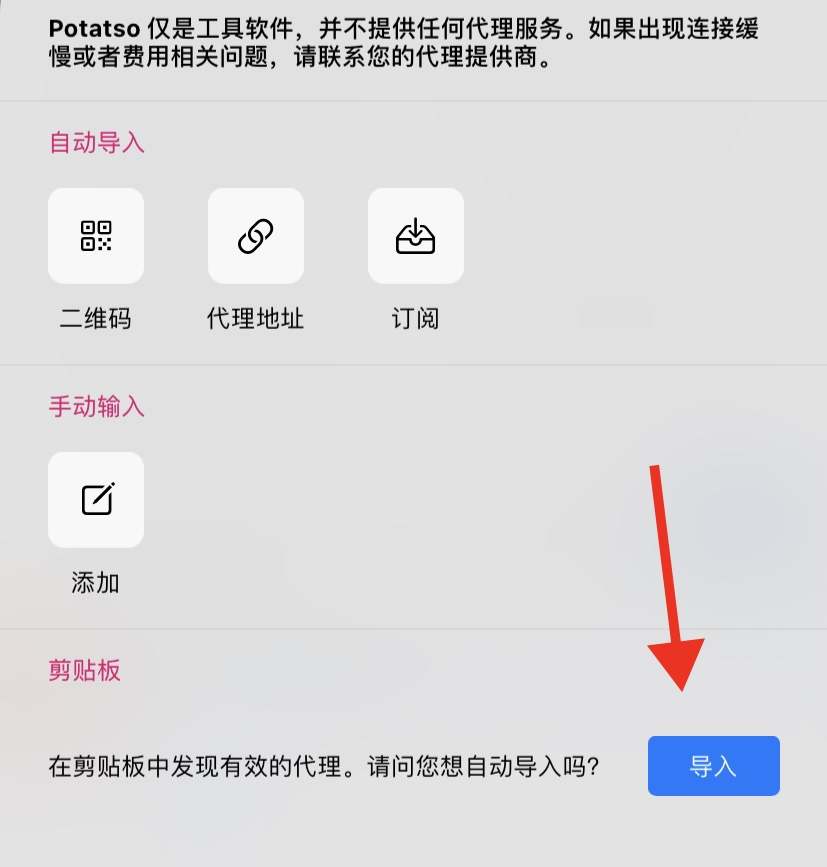 Potatso 仅是工具软件，并不提供任何代理服务。如果出现连接缓
慢或者费用相关问题，请联系您的代理提供商。
自动导入
二维码
代理地址
订阅
手动输入
添加
剪贴板
在剪贴板中发现有效的代理。请问您想自动导入吗?
导入